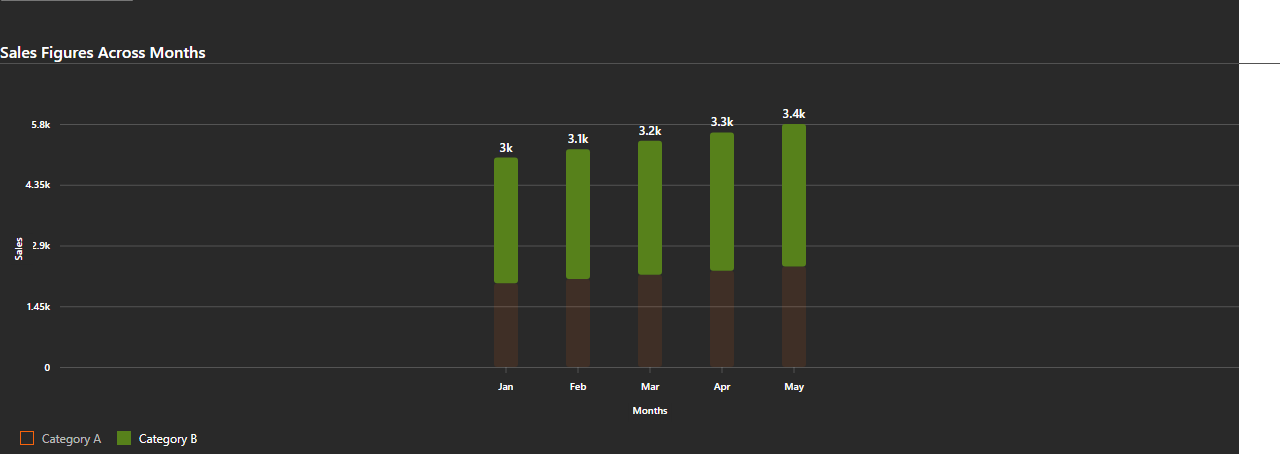 Sales Figures Across Months
3.4k
3.3k
3.2k
3.1k
3k
5.8k
4.35k
2.9k
1.45k
0
Sales
Jan Feb Mar Apr May
Months
Category A Category B